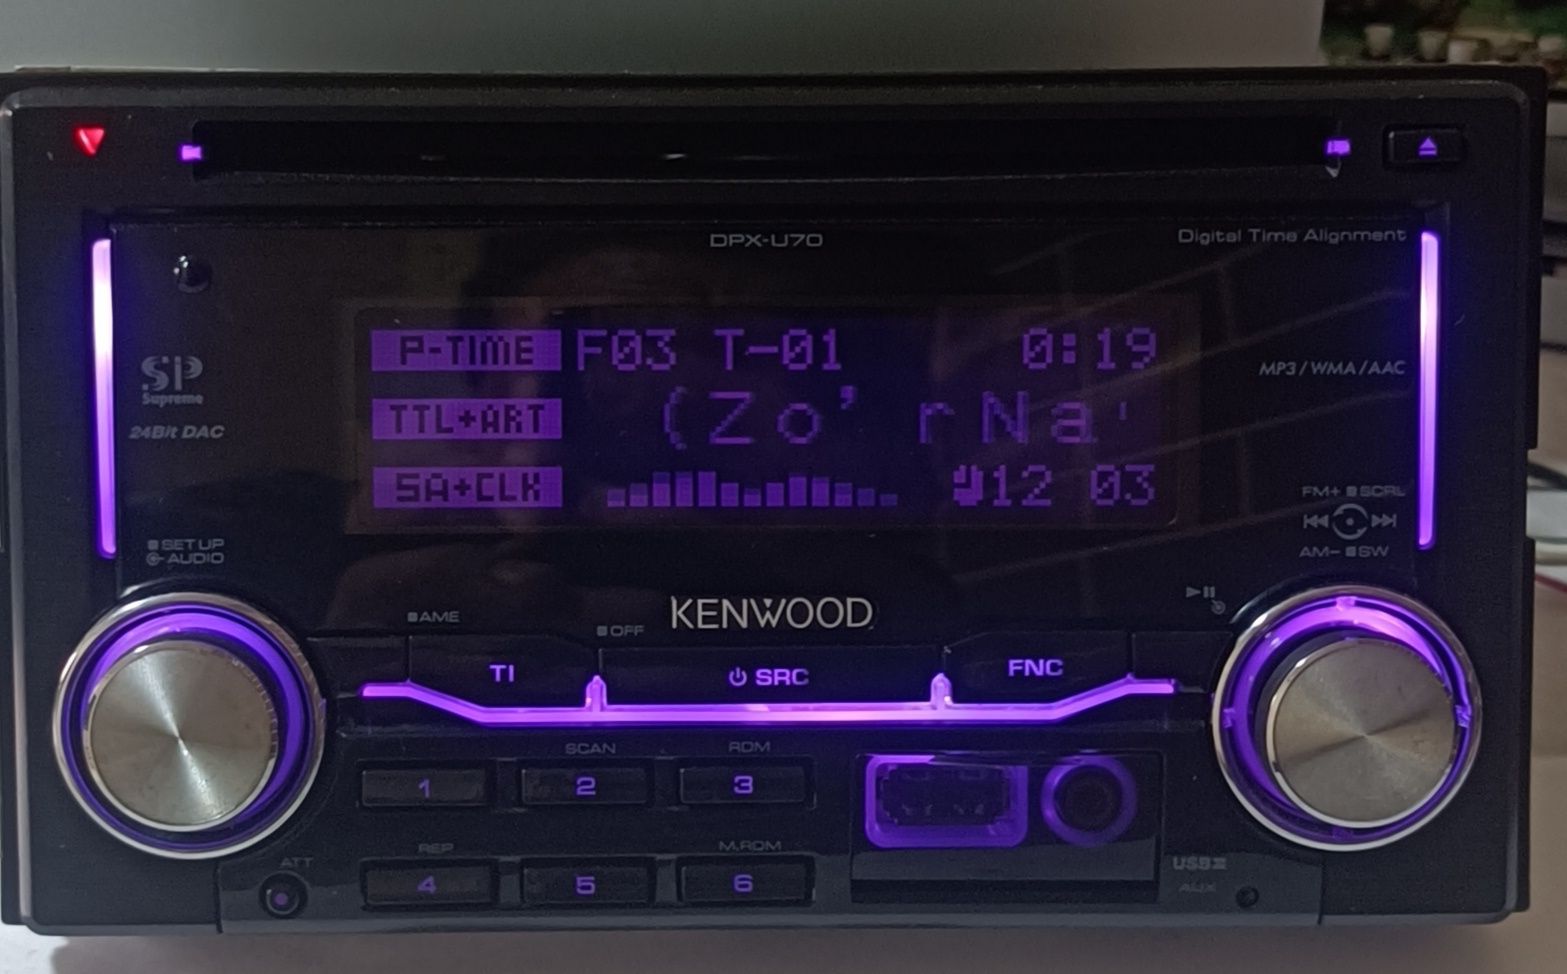 DPX-U70
Digital Time Alignment
P-TIME F03 T-01 0:19
SP
Supreme
MP3/WMA/AAC
TTL+ART (Zo’rNa'
24Bit DAC
SA+CLK 12 03
FM+ SCRL
AM- SW
SET UP
AUDIO
KENWOOD
AME
OFF
TI
SRC
FNC
SCAN
RDM
1
2
3
REP
M.RDM
ATT
4
5
6
USB
AUX